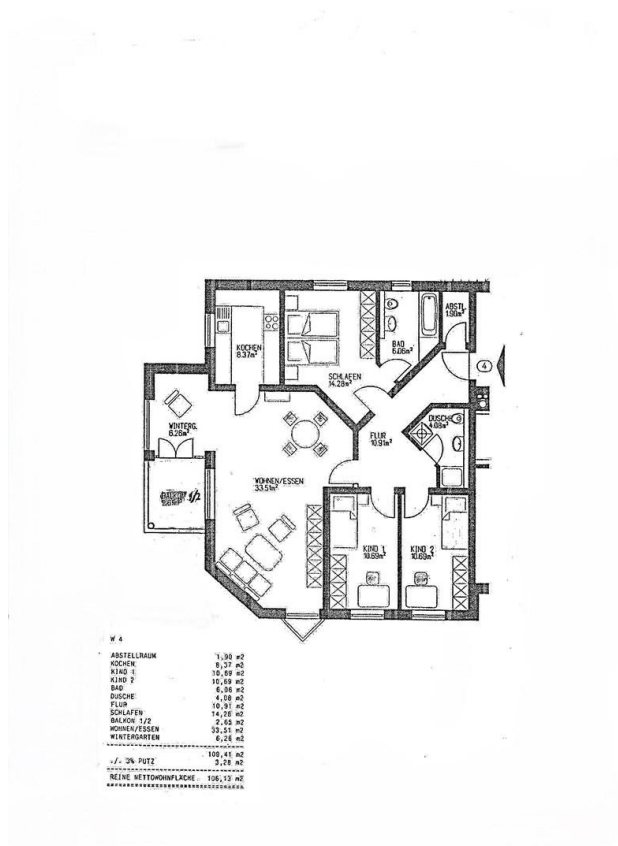 KOCHEN
8.37m²
SCHLAFEN
14.28m²
BAD
6.06m²
ABSTL.
1.90m²
4
WINTERG.
6.26m²
FLUR
10.91m²
DUSCHE
4.08m²
BALKON 1/2
WOHNEN/ESSEN
33.51m²
KIND 1
10.69m²
KIND 2
10.69m²
W 4
ABSTELLRAUM 1,90 m2
KOCHEN 8,37 m2
KIND 1 10,69 m2
KIND 2 10,69 m2
BAD 6,06 m2
DUSCHE 4,08 m2
FLUR 10,91 m2
SCHLAFEN 14,28 m2
BALKON 1/2 2,65 m2
WOHNEN/ESSEN 33,51 m2
WINTERGARTEN 6,26 m2
109,41 m2
./. 3% PUTZ 3,28 m2
REINE NETTOWOHNFLÄCHE. 106,13 m2